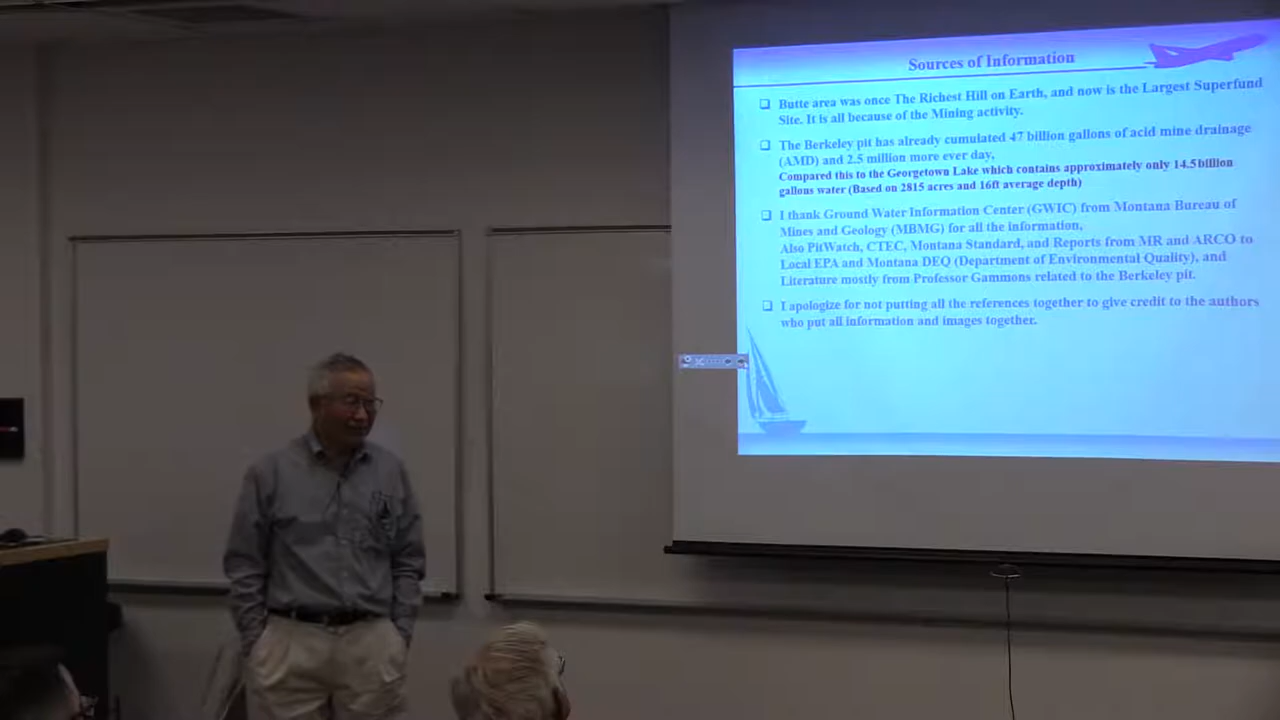 Sources of Information
❑ Butte area was once The Richest Hill on Earth, and now is the Largest Superfund
Site. It is all because of the Mining activity.
❑ The Berkeley pit has already cumulated 47 billion gallons of acid mine drainage
(AMD) and 2.5 million more ever day,
Compared this to the Georgetown Lake which contains approximately only 14.5 billion
gallons water (Based on 2815 acres and 16ft average depth)
❑ I thank Ground Water Information Center (GWIC) from Montana Bureau of
Mines and Geology (MBMG) for all the information,
Also PitWatch, CTEC, Montana Standard, and Reports from MR and ARCO to
Local EPA and Montana DEQ (Department of Environmental Quality), and
Literature mostly from Professor Gammons related to the Berkeley pit.
❑ I apologize for not putting all the references together to give credit to the authors
who put all information and images together.